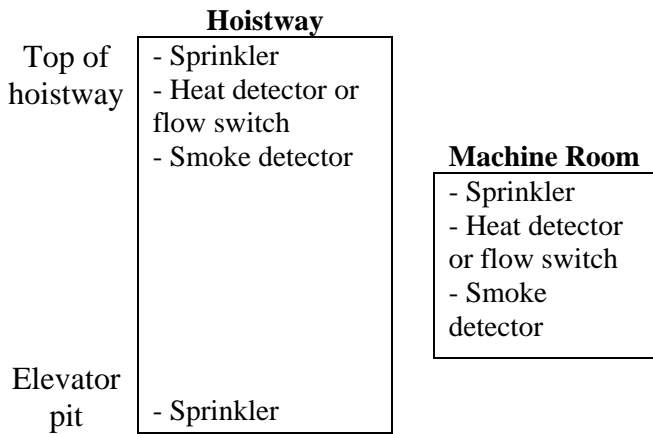 Hoistway
Top of
hoistway
- Sprinkler
- Heat detector or
flow switch
- Smoke detector
Elevator
pit
- Sprinkler
Machine Room
- Sprinkler
- Heat detector
or flow switch
- Smoke
detector